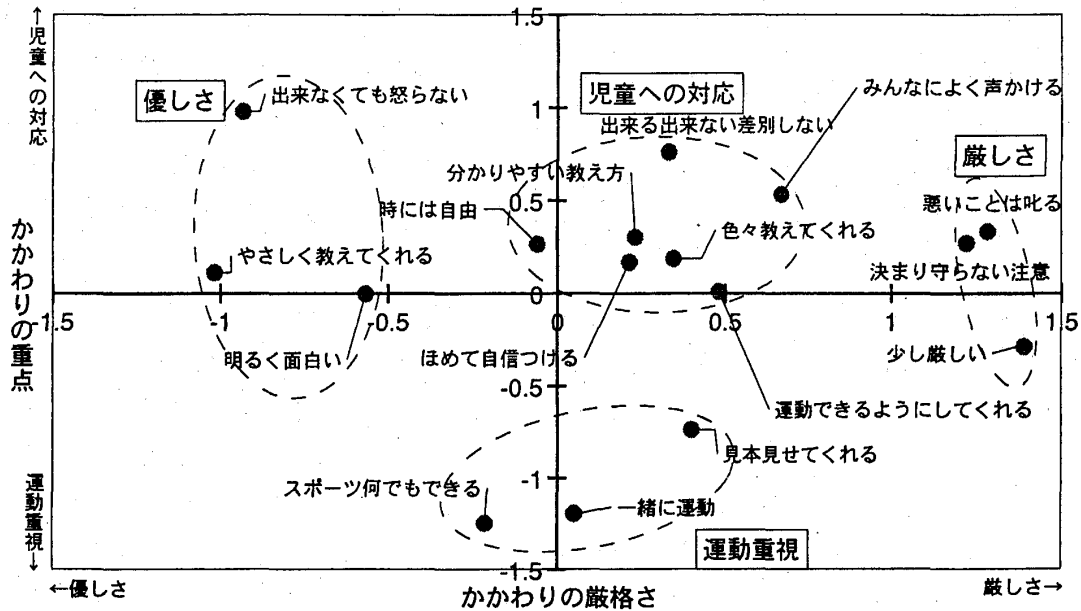 ↑児童への対応
かかわりの重点
運動重視↓
1.5
優しさ
出来なくても怒らない
1
児童への対応
みんなによく声かける
出来る出来ない差別しない
厳しさ
分かりやすい教え方
時には自由
0.5
悪いことは叱る
色々教えてくれる
やさしく教えてくれる
決まり守らない注意
0
-1.5
-1
-0.5
0
0.5
1
1.5
明るく面白い
ほめて自信つける
少し厳しい
-0.5
運動できるようにしてくれる
見本見せてくれる
-1
スポーツ何でもできる
一緒に運動
運動重視
-1.5
←優しさ
かかわりの厳格さ
厳しさ→